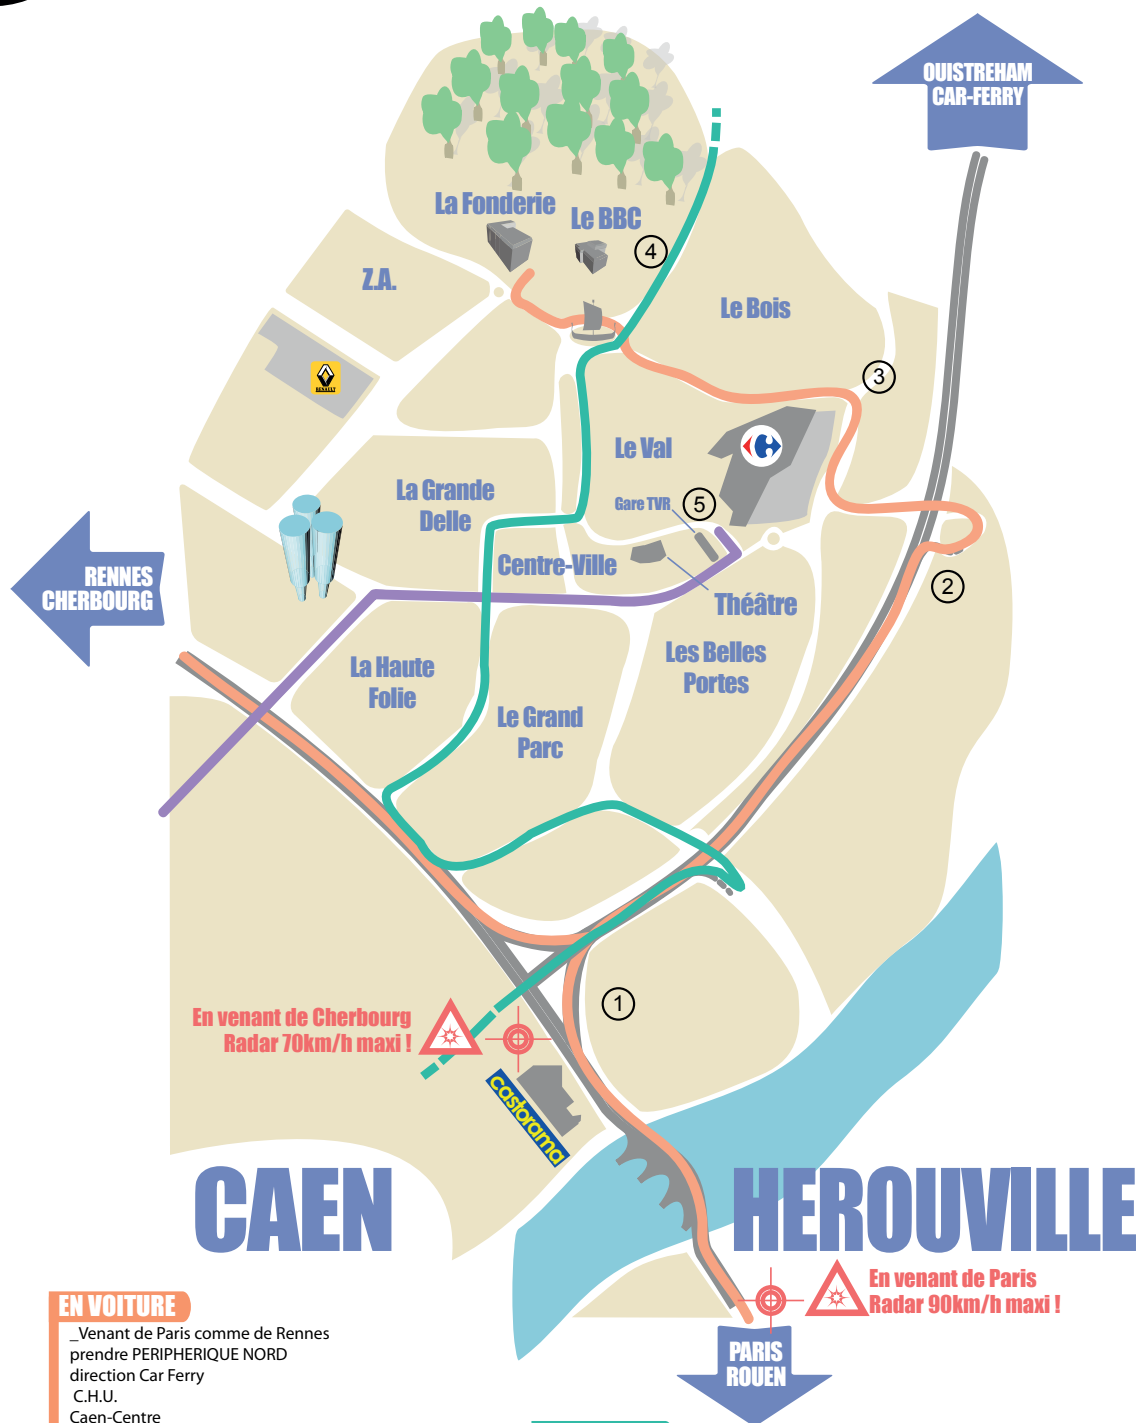 OUISTREHAM
CAR-FERRY
La Fonderie
Le BBC
4
Z.A.
Le Bois
RENAULT
3
Le Val
La Grande
Delle
Gare TVR
5
Centre-Ville
RENNES
CHERBOURG
2
Théâtre
La Haute
Folie
Les Belles
Portes
Le Grand
Parc
1
En venant de Cherbourg
Radar 70km/h maxi !
castorama
CAEN
HEROUVILLE
En venant de Paris
Radar 90km/h maxi !
EN VOITURE
_Venant de Paris comme de Rennes
prendre PERIPHERIQUE NORD
direction Car Ferry
C.H.U.
Caen-Centre
PARIS
ROUEN